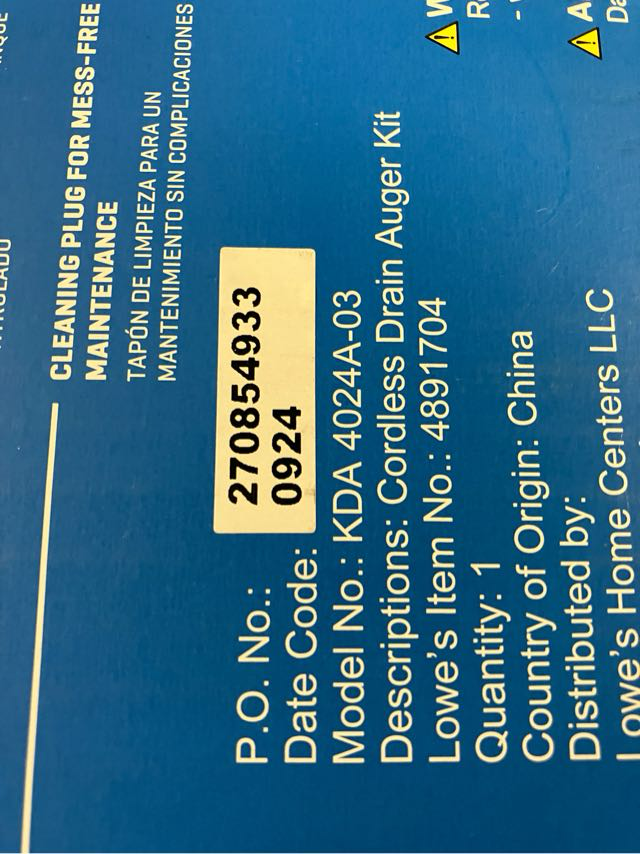 CLEANING PLUG FOR MESS-FREE
MAINTENANCE
TAPÓN DE LIMPIEZA PARA UN
MANTENIMIENTO SIN COMPLICACIONES
P.O. No.: 270854933
Date Code: 0924
Model No.: KDA 4024A-03
Descriptions: Cordless Drain Auger Kit
Lowe's Item No.: 4891704
Quantity: 1
Country of Origin: China
Distributed by:
Lowe's Home Centers LLC